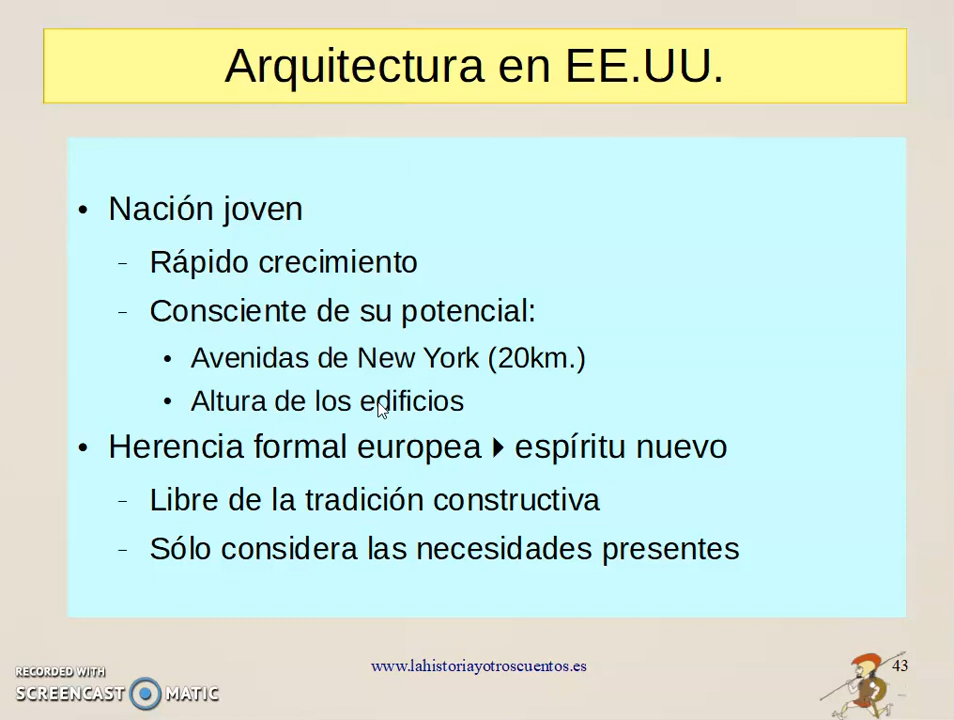 Arquitectura en EE.UU.
• Nación joven
– Rápido crecimiento
– Consciente de su potencial:
• Avenidas de New York (20km.)
• Altura de los edificios
• Herencia formal europea ▸ espíritu nuevo
– Libre de la tradición constructiva
– Sólo considera las necesidades presentes
www.lahistoriayotroscuentos.es
43
RECORDED WITH
SCREENCAST MATIC